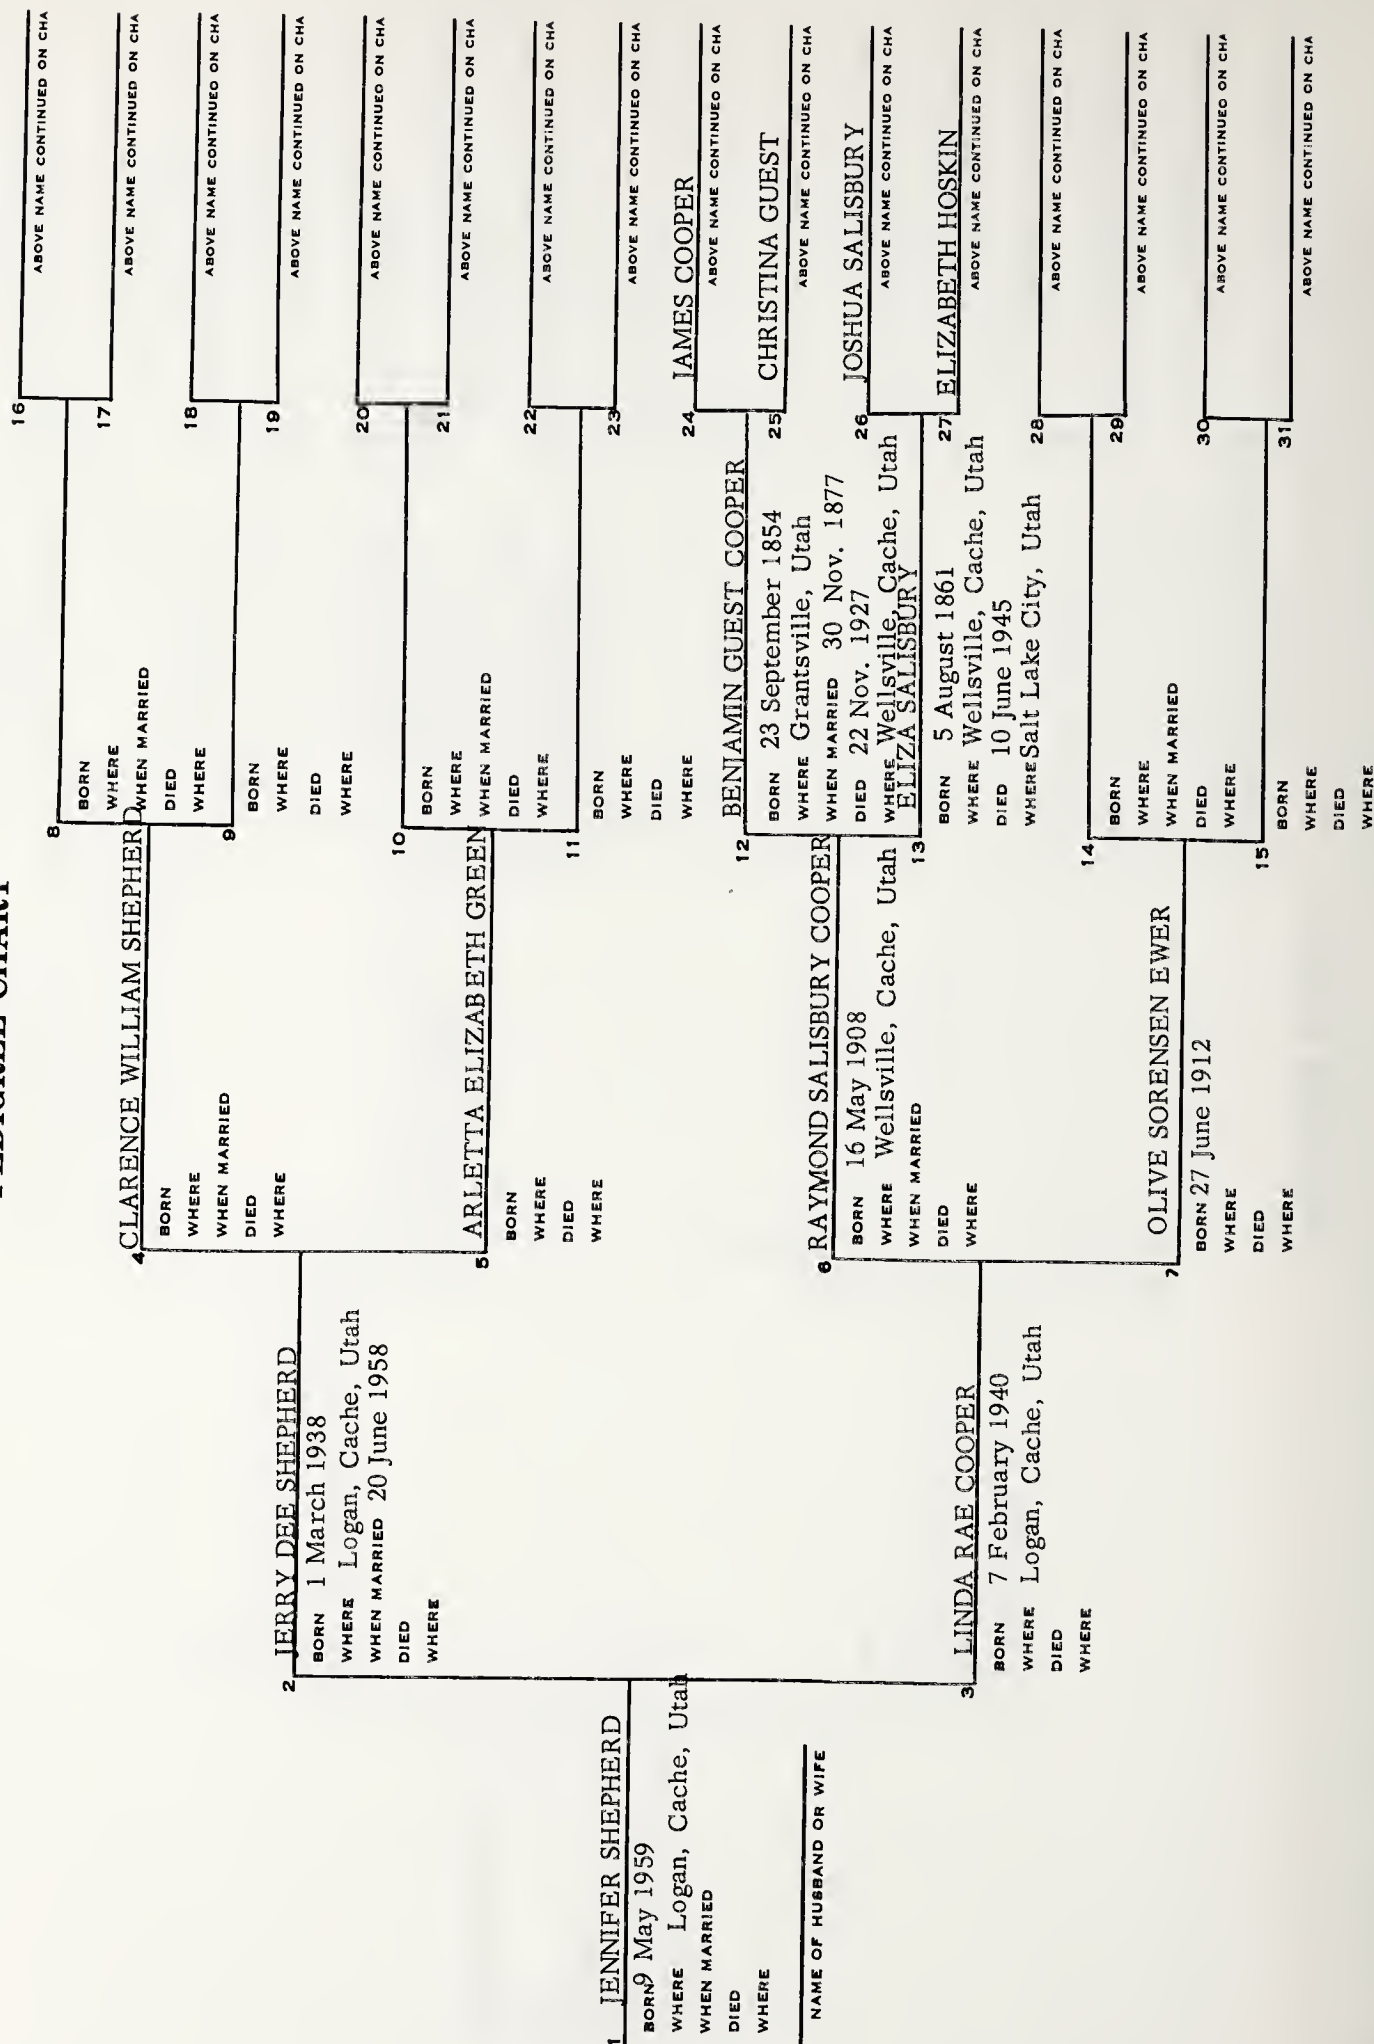 PEDIGREE CHART
1 JENNIFER SHEPHERD
BORN 9 May 1959
WHERE Logan, Cache, Utah
WHEN MARRIED
DIED
WHERE
NAME OF HUSBAND OR WIFE
2 JERRY DEE SHEPHERD
BORN 1 March 1938
WHERE Logan, Cache, Utah
WHEN MARRIED 20 June 1958
DIED
WHERE
3 LINDA RAE COOPER
BORN 7 February 1940
WHERE Logan, Cache, Utah
DIED
WHERE
4 CLARENCE WILLIAM SHEPHERD
BORN
WHERE
WHEN MARRIED
DIED
WHERE
5 ARLETTA ELIZABETH GREEN
BORN
WHERE
DIED
WHERE
6 RAYMOND SALISBURY COOPER
BORN 16 May 1908
WHERE Wellsville, Cache, Utah
WHEN MARRIED
DIED
WHERE
7 OLIVE SORENSEN EWER
BORN 27 June 1912
WHERE
DIED
WHERE
8
BORN
WHERE
WHEN MARRIED
DIED
WHERE
9
BORN
WHERE
DIED
WHERE
10
BORN
WHERE
WHEN MARRIED
DIED
WHERE
11
BORN
WHERE
DIED
WHERE
12 BENJAMIN GUEST COOPER
BORN 23 September 1854
WHERE Grantsville, Utah
WHEN MARRIED 30 Nov. 1877
DIED 22 Nov. 1927
WHERE Wellsville, Cache, Utah
13 ELIZA SALISBURY
BORN 5 August 1861
WHERE Wellsville, Cache, Utah
DIED 10 June 1945
WHERE Salt Lake City, Utah
14
BORN
WHERE
WHEN MARRIED
DIED
WHERE
15
BORN
WHERE
DIED
WHERE
16
ABOVE NAME CONTINUED ON CHA
17
ABOVE NAME CONTINUED ON CHA
18
ABOVE NAME CONTINUED ON CHA
19
ABOVE NAME CONTINUED ON CHA
20
ABOVE NAME CONTINUED ON CHA
21
ABOVE NAME CONTINUED ON CHA
22
ABOVE NAME CONTINUED ON CHA
23
ABOVE NAME CONTINUED ON CHA
24 JAMES COOPER
ABOVE NAME CONTINUED ON CHA
25 CHRISTINA GUEST
ABOVE NAME CONTINUED ON CHA
26 JOSHUA SALISBURY
ABOVE NAME CONTINUED ON CHA
27 ELIZABETH HOSKIN
ABOVE NAME CONTINUED ON CHA
28
ABOVE NAME CONTINUED ON CHA
29
ABOVE NAME CONTINUED ON CHA
30
ABOVE NAME CONTINUED ON CHA
31
ABOVE NAME CONTINUED ON CHA